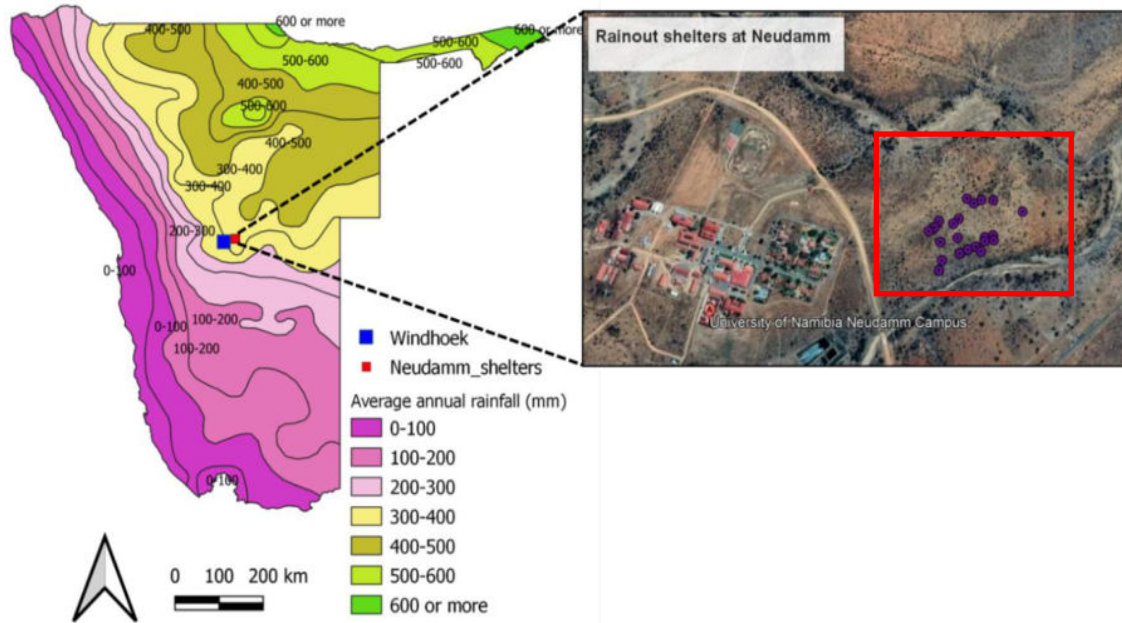 400-500
600 or more
600 or more
500-600
500-600
500-600
400-500
500-600
400-500
300-400
300-400
200-300
0-100
0-100
100-200
100-200
0-100
Windhoek
Neudamm_shelters
Average annual rainfall (mm)
0-100
100-200
200-300
300-400
400-500
500-600
600 or more
0 100 200 km
Rainout shelters at Neudamm
University of Namibia Neudamm Campus